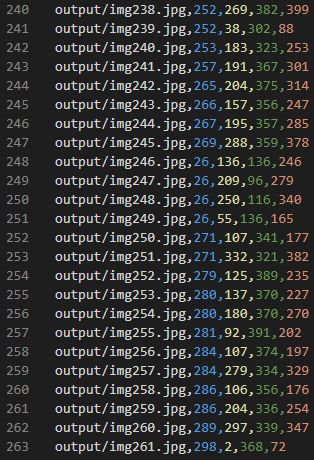 240 output/img238.jpg,252,269,382,399
241 output/img239.jpg,252,38,302,88
242 output/img240.jpg,253,183,323,253
243 output/img241.jpg,257,191,367,301
244 output/img242.jpg,265,204,375,314
245 output/img243.jpg,266,157,356,247
246 output/img244.jpg,267,195,357,285
247 output/img245.jpg,269,288,359,378
248 output/img246.jpg,26,136,136,246
249 output/img247.jpg,26,209,96,279
250 output/img248.jpg,26,250,116,340
251 output/img249.jpg,26,55,136,165
252 output/img250.jpg,271,107,341,177
253 output/img251.jpg,271,332,321,382
254 output/img252.jpg,279,125,389,235
255 output/img253.jpg,280,137,370,227
256 output/img254.jpg,280,180,370,270
257 output/img255.jpg,281,92,391,202
258 output/img256.jpg,284,107,374,197
259 output/img257.jpg,284,279,334,329
260 output/img258.jpg,286,106,356,176
261 output/img259.jpg,286,204,336,254
262 output/img260.jpg,289,297,339,347
263 output/img261.jpg,298,2,368,72